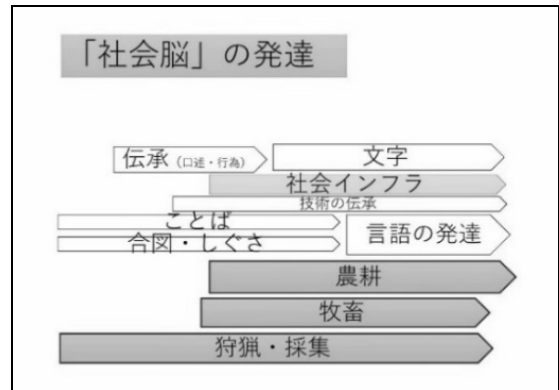 「社会脳」の発達
伝承（口述・行為）
文字
社会インフラ
技術の伝承
ことば
合図・しぐさ
言語の発達
農耕
牧畜
狩猟・採集